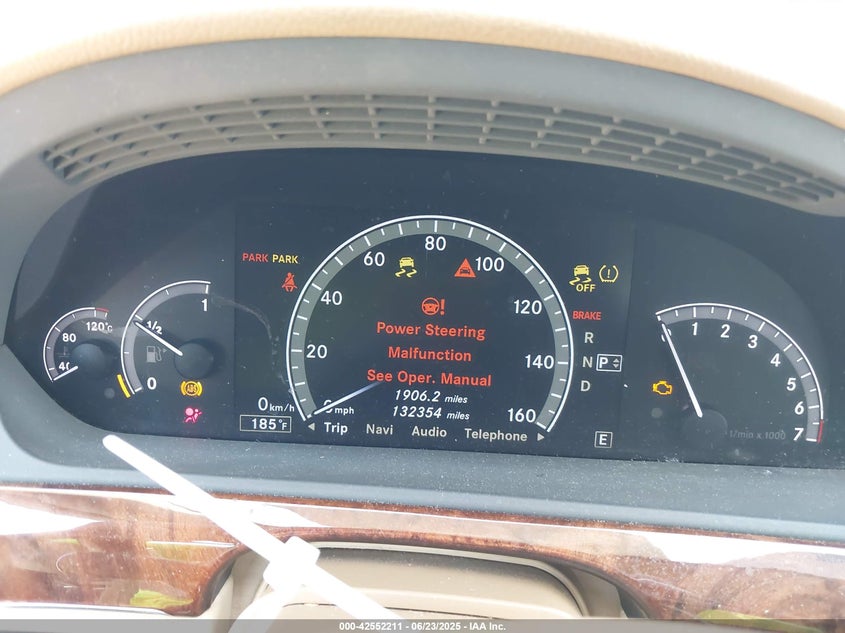 PARK PARK
120°C
80
40
1
1/2
0
ABS
0 km/h
185°F
0
20
40
60
80
100
120
140
160
mph
Power Steering
Malfunction
See Oper. Manual
1906.2 miles
132354 miles
Trip Navi Audio Telephone
OFF
BRAKE
R
N P
D
E
1
2
3
4
5
6
7
1/min x 1000
000-42552211 - 06/23/2025 - IAA Inc.